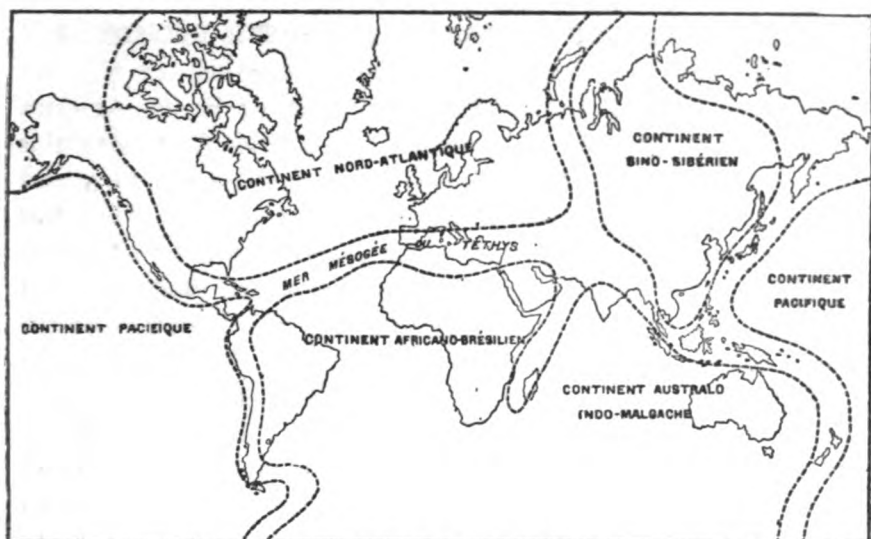 CONTINENT
SINO-SIBÉRIEN
CONTINENT NORD-ATLANTIQUE
MER MÉSOGÉE OU TÉTHYS
CONTINENT
PACIFIQUE
CONTINENT PACIFIQUE
CONTINENT AFRICANO-BRÉSILIEN
CONTINENT AUSTRALO
INDO-MALGACHE